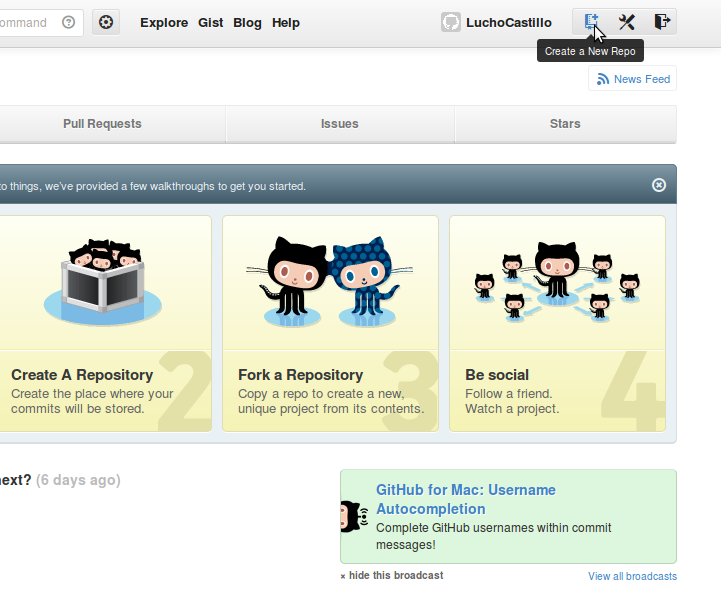 ommand
Explore Gist Blog Help
LuchoCastillo
Create a New Repo
News Feed
Pull Requests Issues Stars
to things, we've provided a few walkthroughs to get you started.
2
Create A Repository
Create the place where your
commits will be stored.
3
Fork a Repository
Copy a repo to create a new,
unique project from its contents.
4
Be social
Follow a friend.
Watch a project.
ext? (6 days ago)
GitHub for Mac: Username
Autocompletion
Complete GitHub usernames within commit
messages!
× hide this broadcast
View all broadcasts